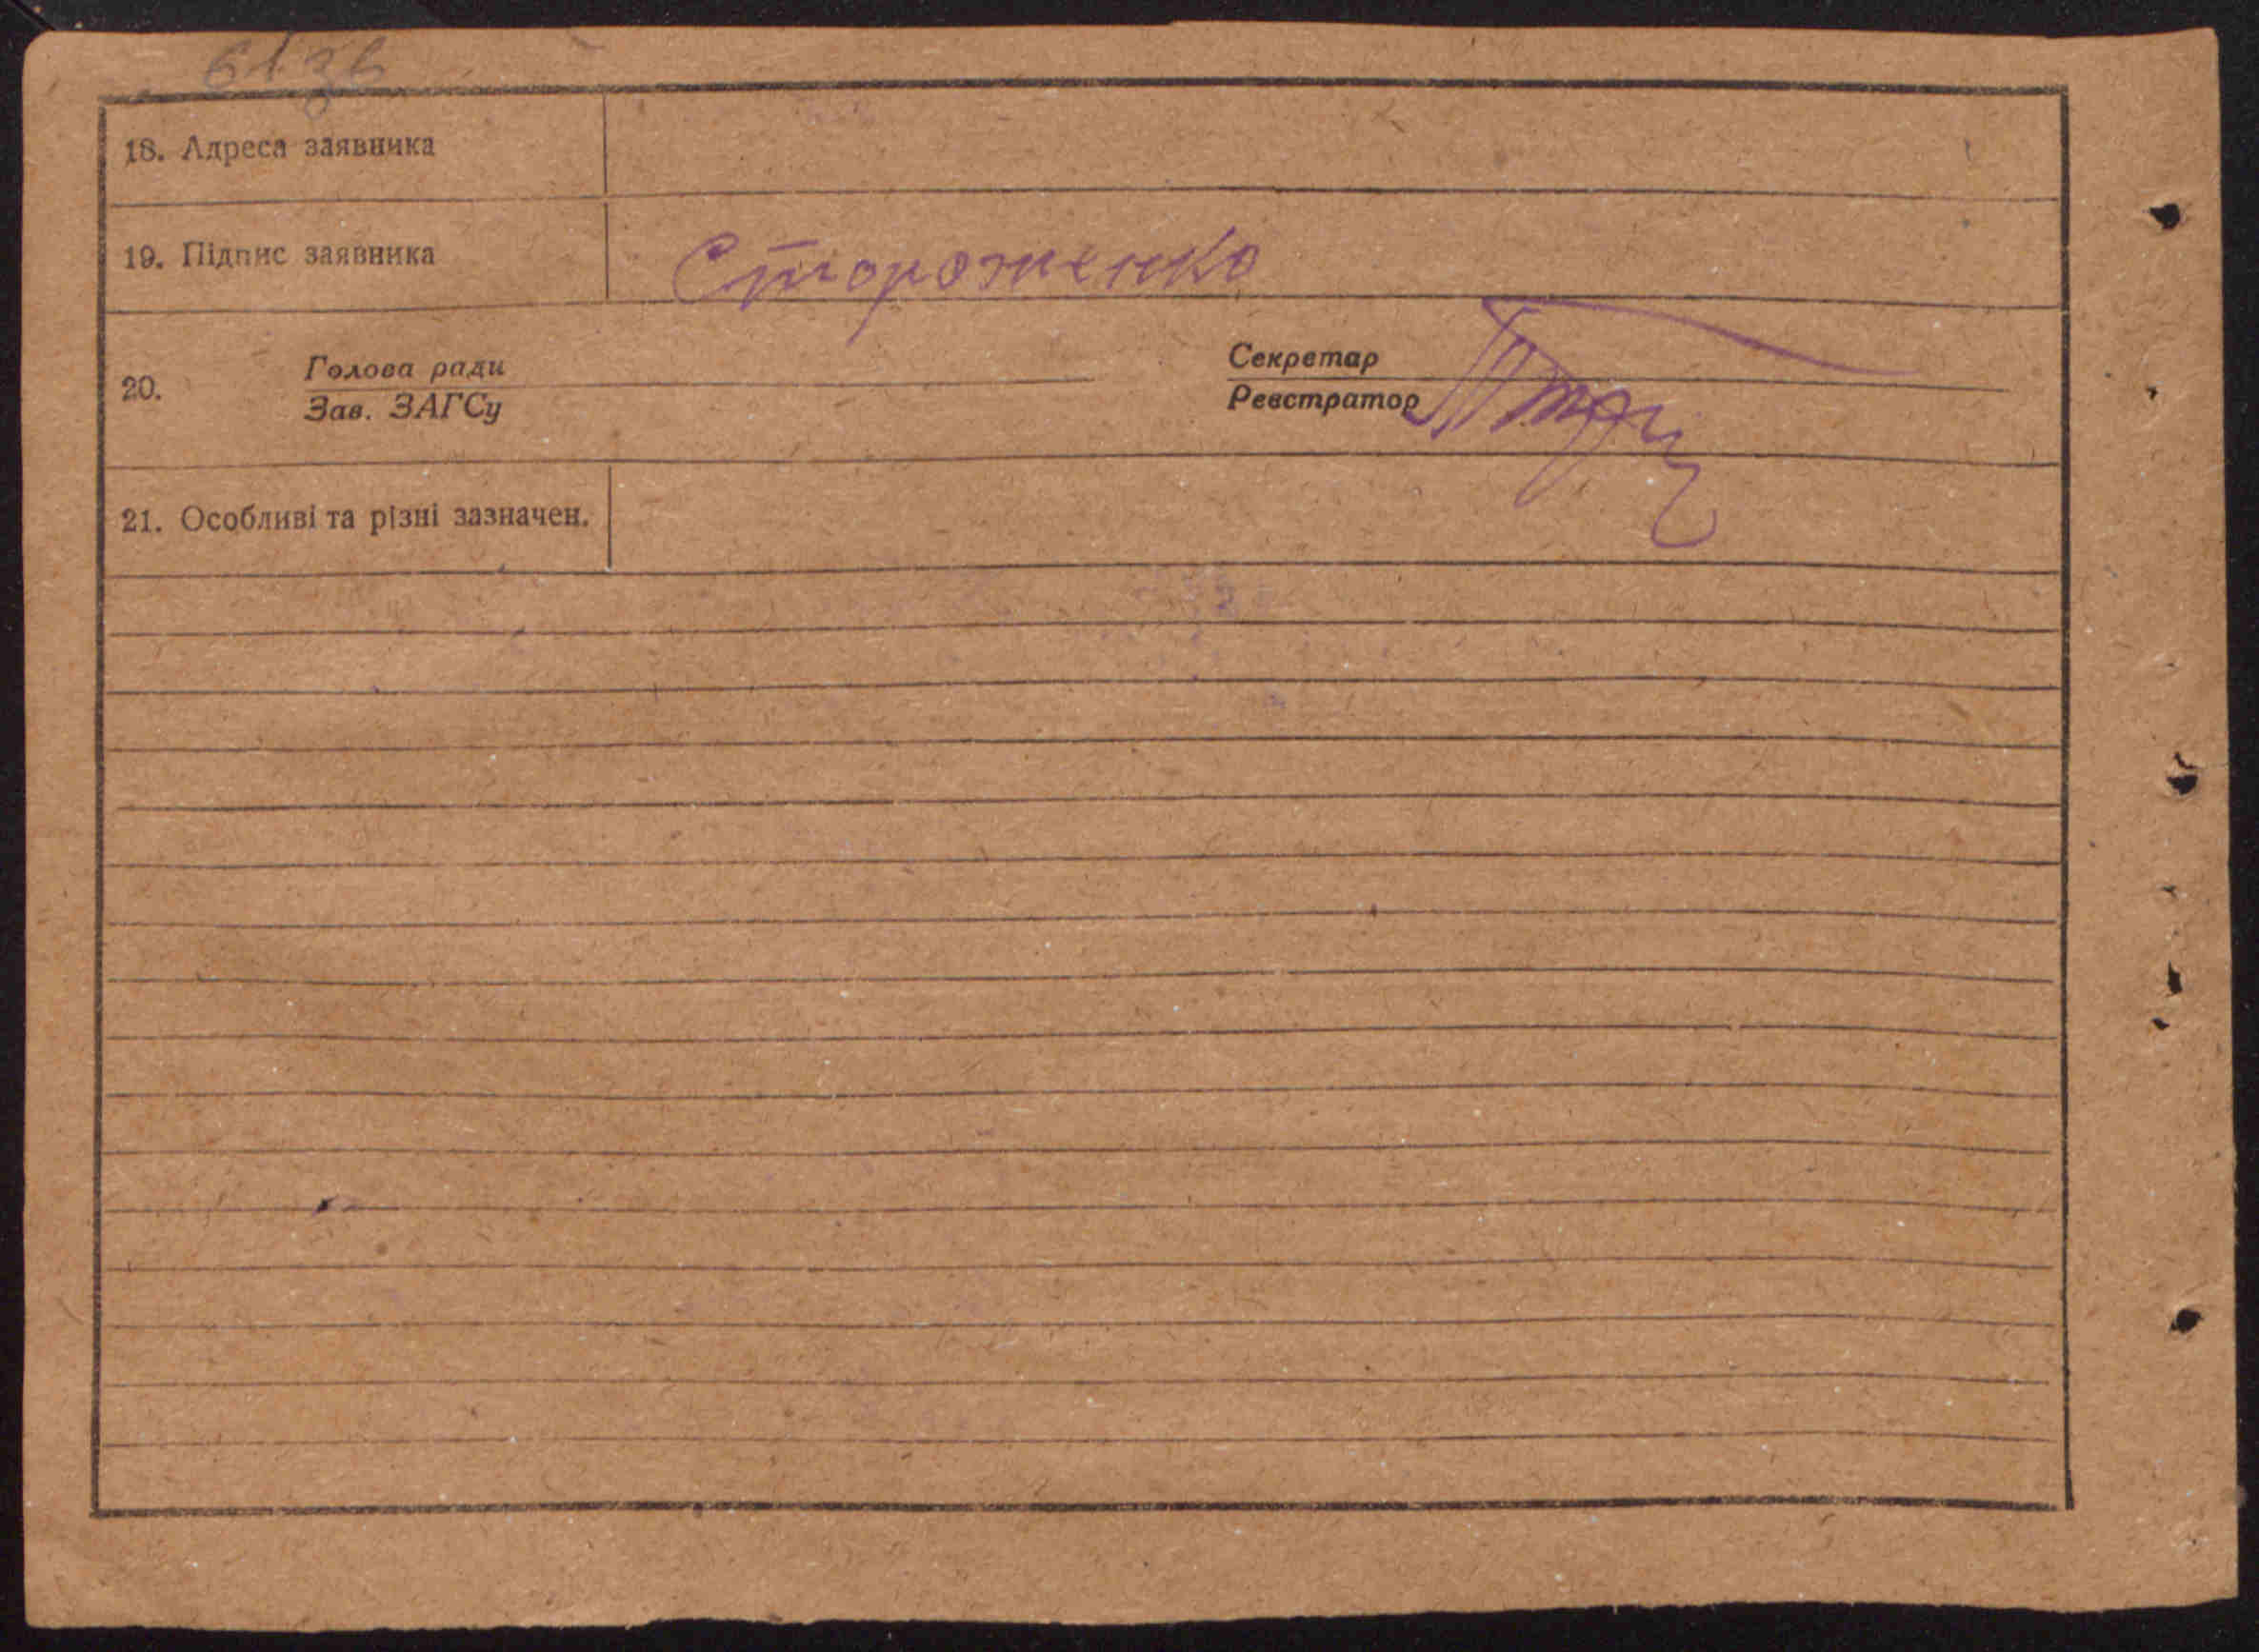 61зв
18. Адреса заявника
19. Підпис заявника Стороженко
20. Голова ради Секретар
Зав. ЗАГСу Реєстратор
21. Особливі та різні зазначен.